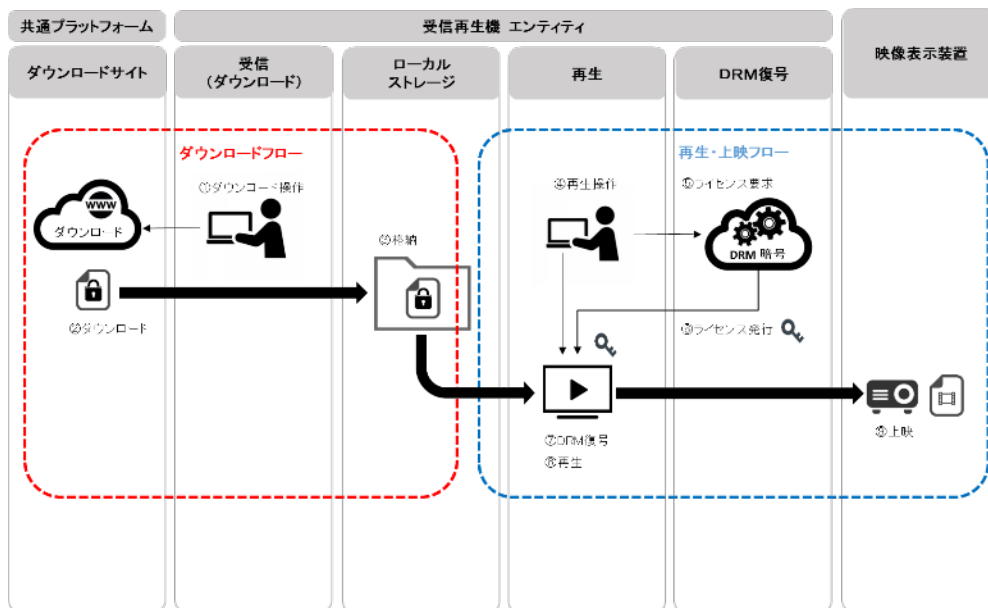 共通プラットフォーム
受信再生機 エンティティ
映像表示装置
ダウンロードサイト
受信
(ダウンロード)
ローカル
ストレージ
再生
DRM復号
ダウンロードフロー
再生・上映フロー
①ダウンロード操作
WWW
ダウンロード
②ダウンロード
③格納
④再生操作
⑤ライセンス要求
DRM 暗号
⑥ライセンス発行
⑦DRM復号
⑧再生
⑨上映